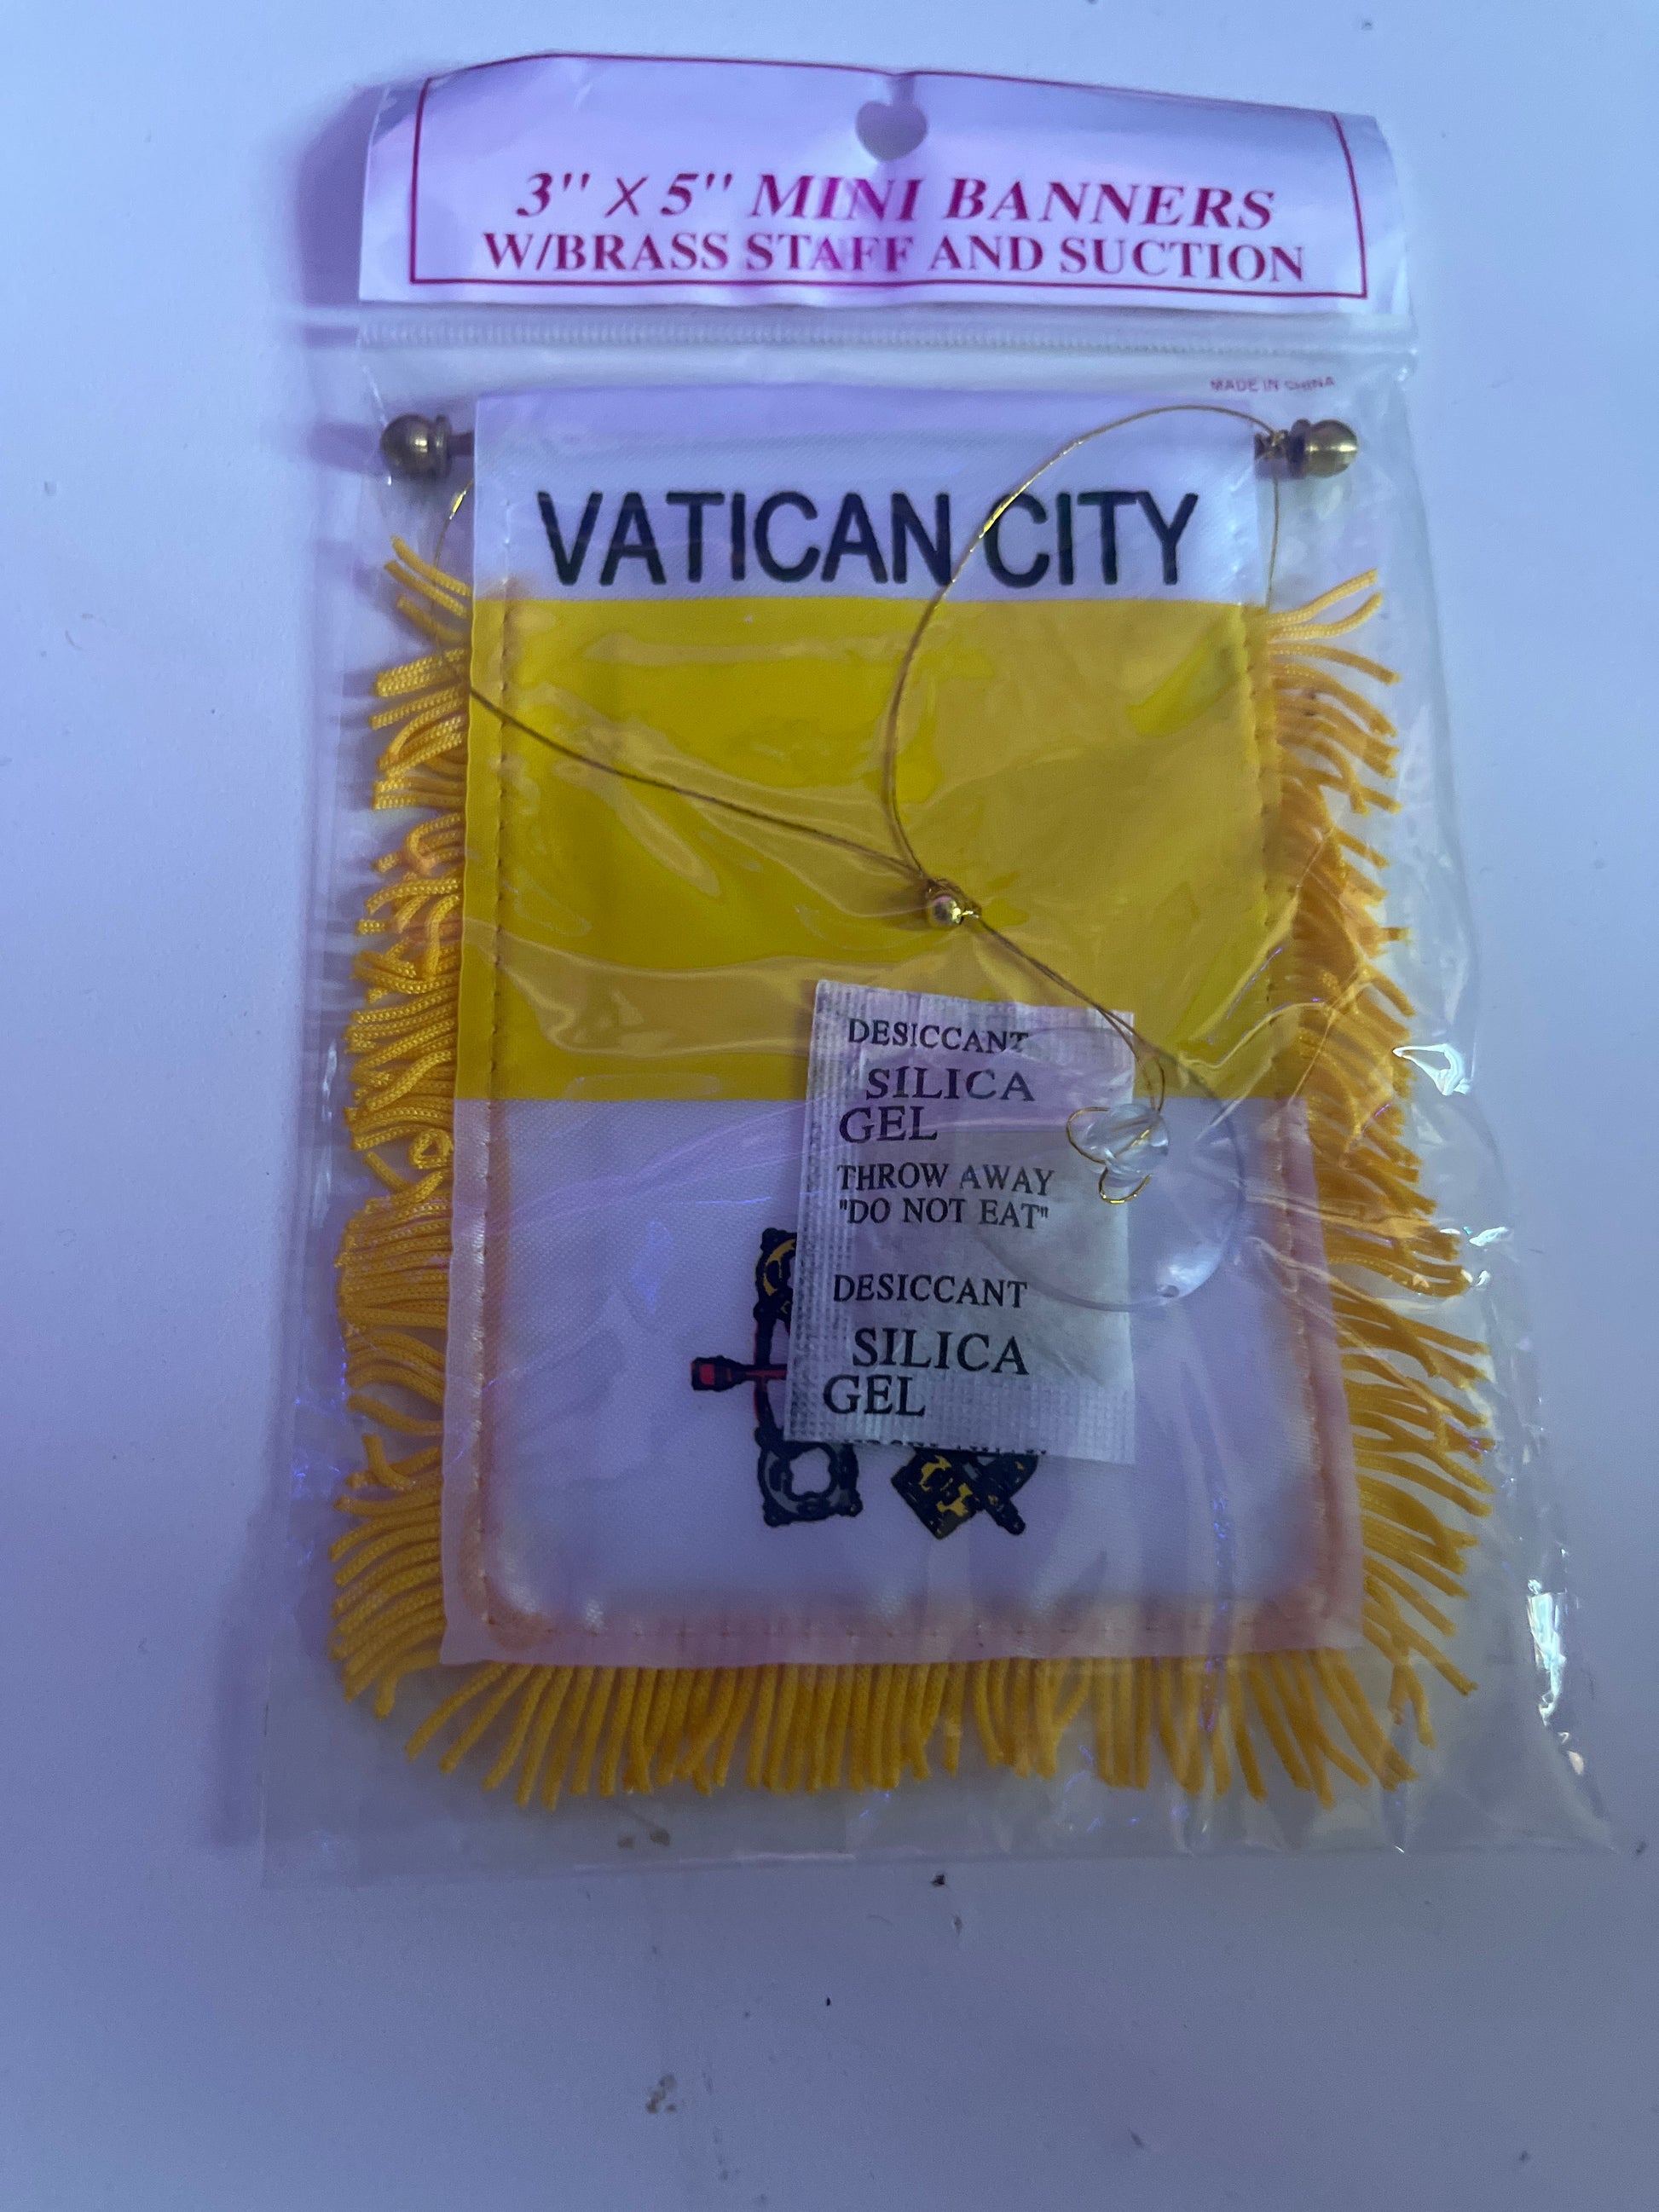 3" X 5" MINI BANNERS
W/BRASS STAFF AND SUCTION
MADE IN CHINA
VATICAN CITY
DESICCANT
SILICA
GEL
THROW AWAY
"DO NOT EAT"
DESICCANT
SILICA
GEL